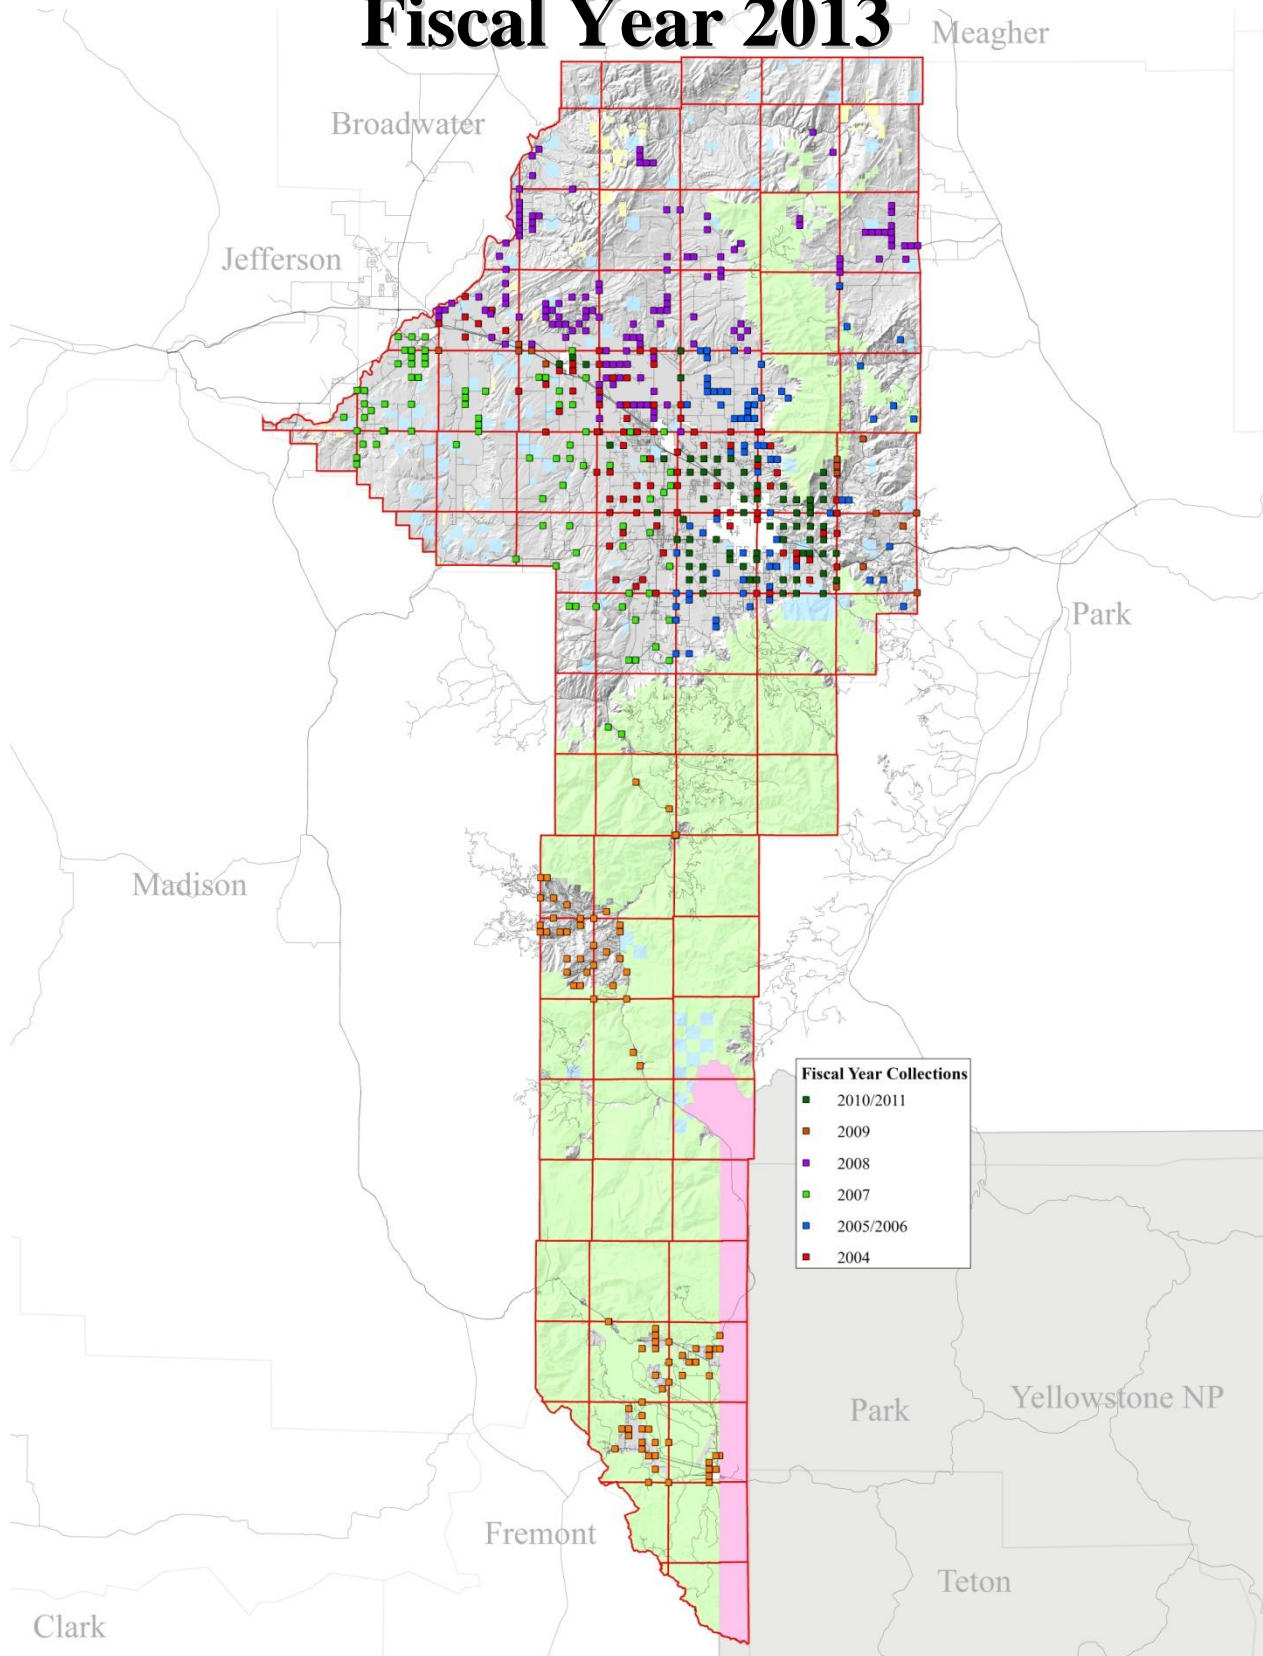 Fiscal Year 2013
Meagher
Broadwater
Jefferson
Park
Madison
Fiscal Year Collections
2010/2011
2009
2008
2007
2005/2006
2004
Park
Yellowstone NP
Fremont
Teton
Clark